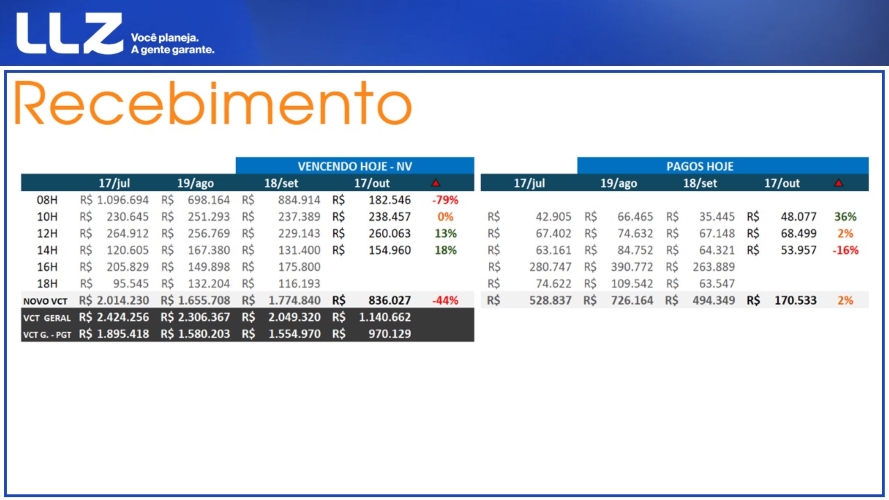 LLZ
Você planeja.
A gente garante.
Recebimento
VENCENDO HOJE - NV PAGOS HOJE
17/jul 19/ago 18/set 17/out 17/jul 19/ago 18/set 17/out
08H R$ 1.096.694 R$ 698.164 R$ 884.914 R$ 182.546 -79%
10H R$ 230.645 R$ 251.293 R$ 237.389 R$ 238.457 0% R$ 42.905 R$ 66.465 R$ 35.445 R$ 48.077 36%
12H R$ 264.912 R$ 256.769 R$ 229.143 R$ 260.063 13% R$ 67.402 R$ 74.632 R$ 67.148 R$ 68.499 2%
14H R$ 120.605 R$ 167.380 R$ 131.400 R$ 154.960 18% R$ 63.161 R$ 84.752 R$ 64.321 R$ 53.957 -16%
16H R$ 205.829 R$ 149.898 R$ 175.800 R$ 280.747 R$ 390.772 R$ 263.889
18H R$ 95.545 R$ 132.204 R$ 116.193 R$ 74.622 R$ 109.542 R$ 63.547
NOVO VCT R$ 2.014.230 R$ 1.655.708 R$ 1.774.840 R$ 836.027 -44% R$ 528.837 R$ 726.164 R$ 494.349 R$ 170.533 2%
VCT GERAL R$ 2.424.256 R$ 2.306.367 R$ 2.049.320 R$ 1.140.662
VCT G. - PGT R$ 1.895.418 R$ 1.580.203 R$ 1.554.970 R$ 970.129